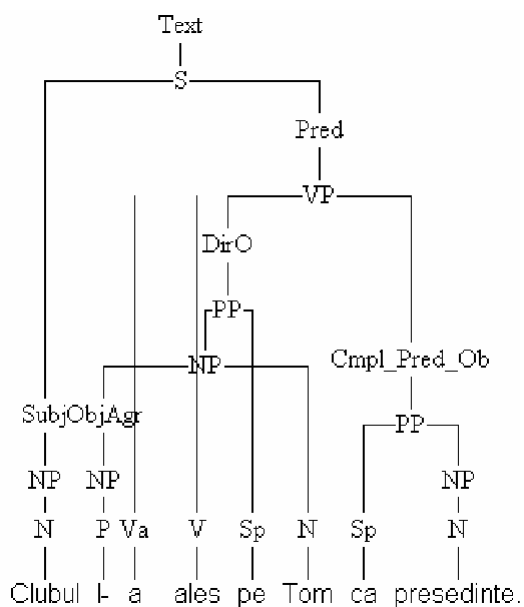 Text
S
Pred
VP
DirO
PP
NP Cmpl_Pred_Ob
SubjObjAgr PP
NP NP NP
N P Va V Sp N Sp N
Clubul l- a ales pe Tom ca presedinte.